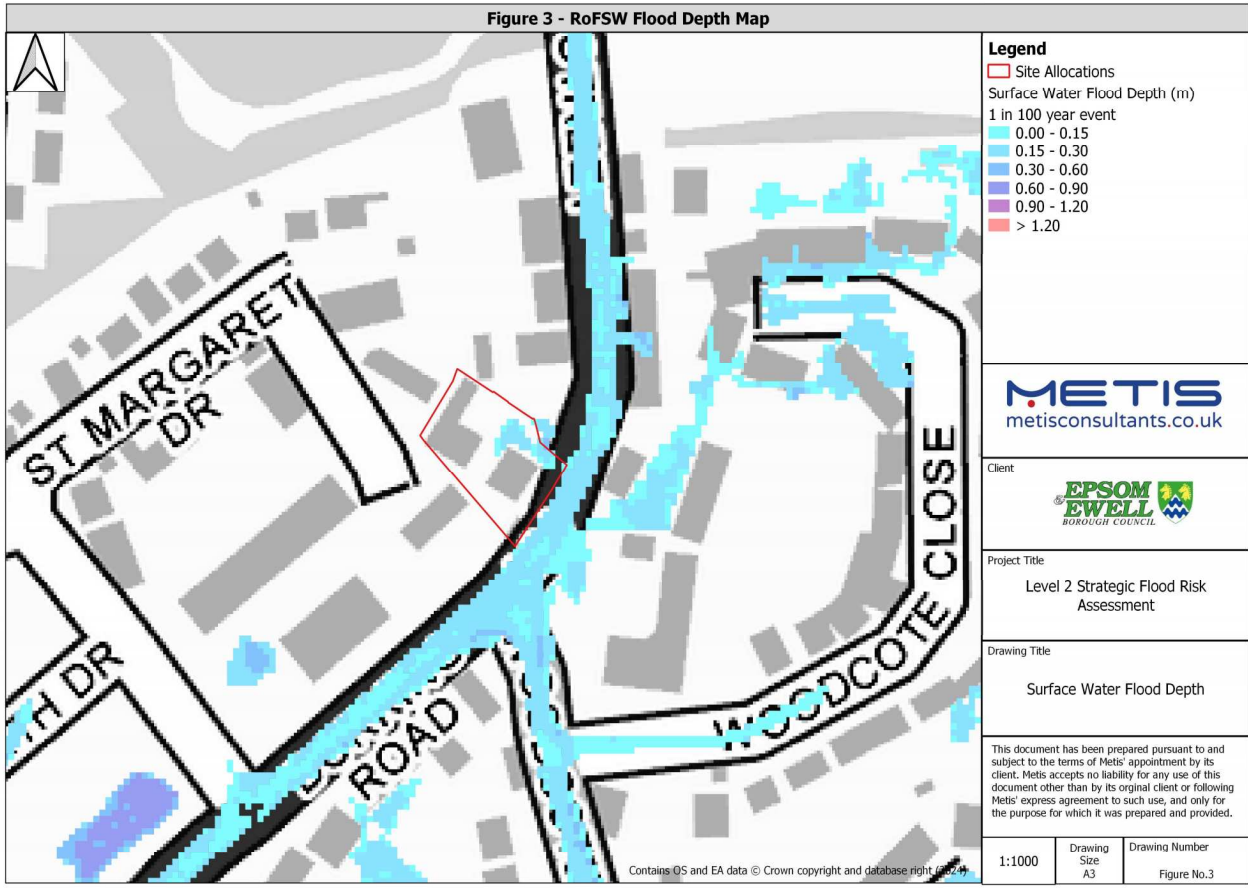 Figure 3 - RoFSW Flood Depth Map
ST MARGARET
DR
TH DR
ROAD
WOODCOTE CLOSE
Contains OS and EA data © Crown copyright and database right (2024)
Legend
Site Allocations
Surface Water Flood Depth (m)
1 in 100 year event
0.00 - 0.15
0.15 - 0.30
0.30 - 0.60
0.60 - 0.90
0.90 - 1.20
> 1.20
METIS
metisconsultants.co.uk
Client
EPSOM
& EWELL
BOROUGH COUNCIL
Project Title
Level 2 Strategic Flood Risk
Assessment
Drawing Title
Surface Water Flood Depth
This document has been prepared pursuant to and
subject to the terms of Metis' appointment by its
client. Metis accepts no liability for any use of this
document other than by its orginal client or following
Metis' express agreement to such use, and only for
the purpose for which it was prepared and provided.
1:1000
Drawing
Size
A3
Drawing Number
Figure No.3